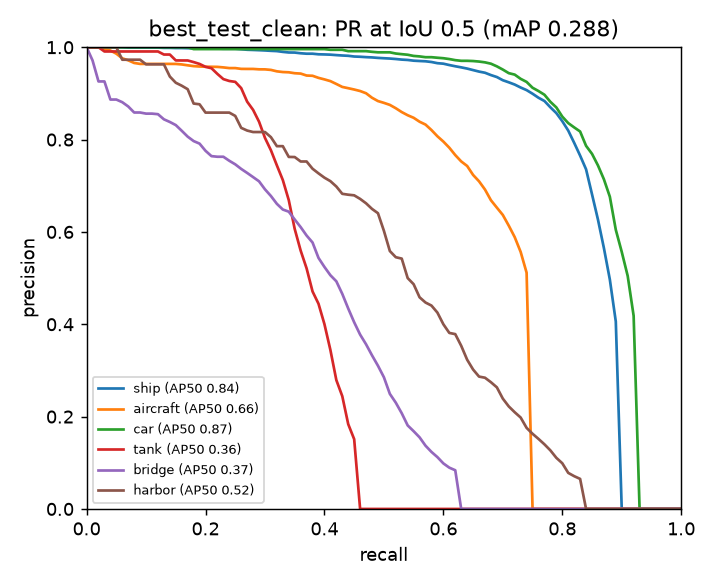 best_test_clean: PR at IoU 0.5 (mAP 0.288)
1.0
0.8
0.6
0.4
0.2
0.0
precision
ship (AP50 0.84)
aircraft (AP50 0.66)
car (AP50 0.87)
tank (AP50 0.36)
bridge (AP50 0.37)
harbor (AP50 0.52)
0.0 0.2 0.4 0.6 0.8 1.0
recall